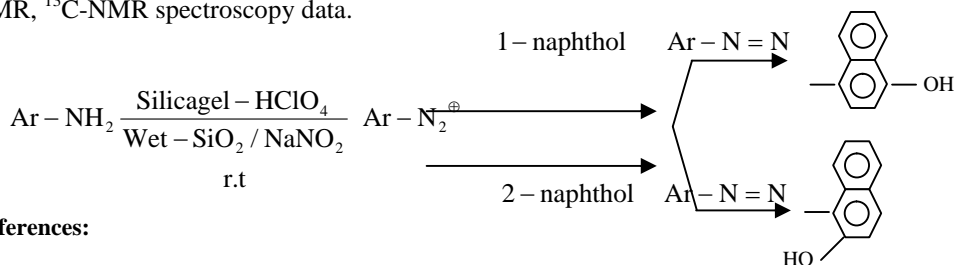 MR, ¹³C-NMR spectroscopy data.
1 – naphthol Ar – N = N
OH
Silicagel – HClO₄
Ar – NH₂ Ar – N₂⊕
Wet – SiO₂ / NaNO₂
r.t
2 – naphthol Ar – N = N
ferences:
HO